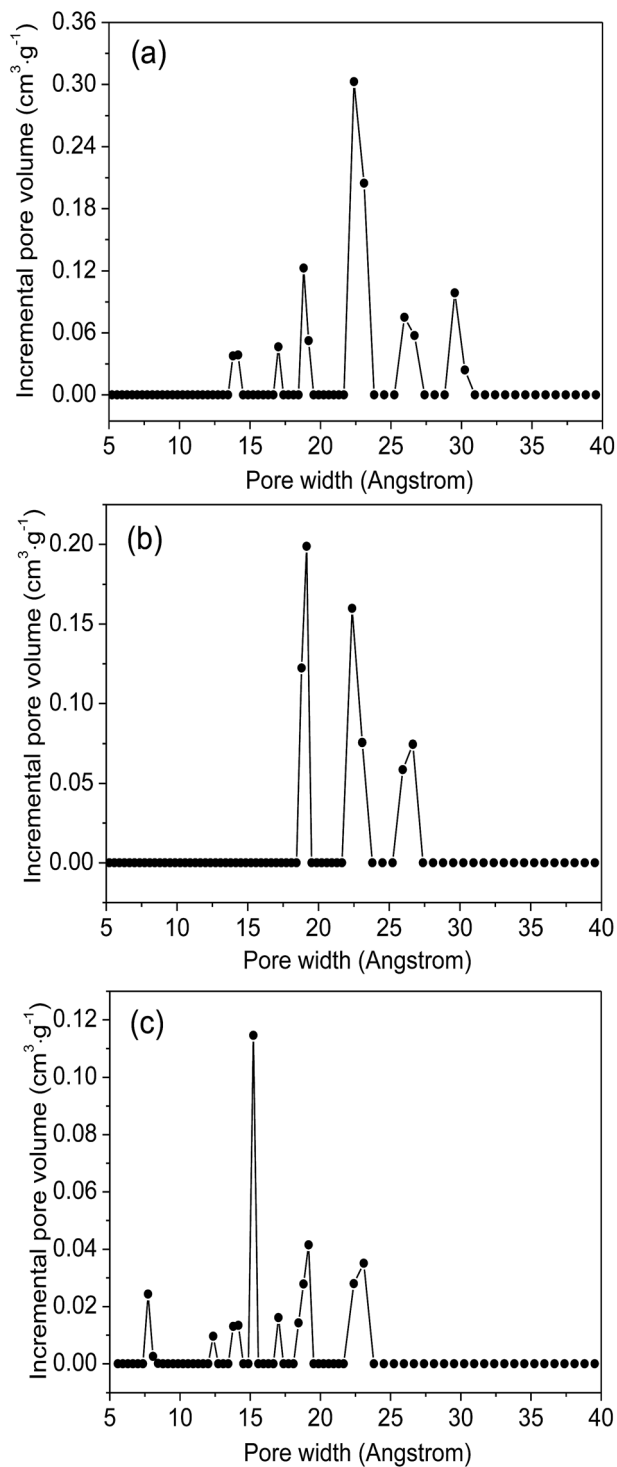 (a)
Incremental pore volume (cm³·g⁻¹)
0.36
0.30
0.24
0.18
0.12
0.06
0.00
5 10 15 20 25 30 35 40
Pore width (Angstrom)
(b)
Incremental pore volume (cm³·g⁻¹)
0.20
0.15
0.10
0.05
0.00
5 10 15 20 25 30 35 40
Pore width (Angstrom)
(c)
Incremental pore volume (cm³·g⁻¹)
0.12
0.10
0.08
0.06
0.04
0.02
0.00
5 10 15 20 25 30 35 40
Pore width (Angstrom)